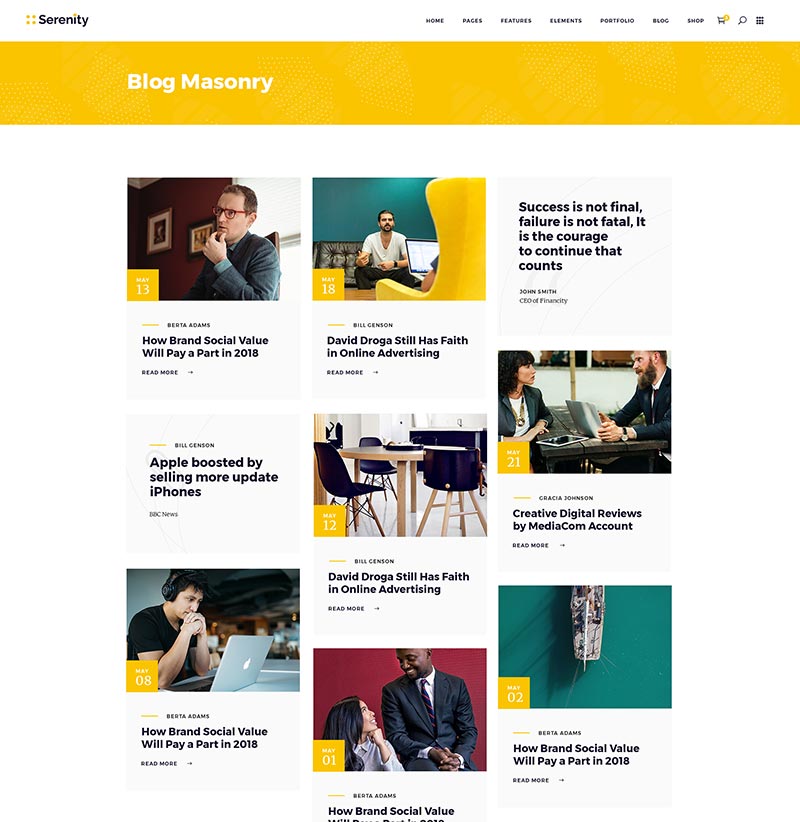 Serenity
HOME PAGES FEATURES ELEMENTS PORTFOLIO BLOG SHOP
Blog Masonry
MAY
13
BERTA ADAMS
How Brand Social Value
Will Pay a Part in 2018
READ MORE
MAY
18
BILL GENSON
David Droga Still Has Faith
in Online Advertising
READ MORE
Success is not final,
failure is not fatal, It
is the courage
to continue that
counts
JOHN SMITH
CEO of Financity
BILL GENSON
Apple boosted by
selling more update
iPhones
BBC News
MAY
12
BILL GENSON
David Droga Still Has Faith
in Online Advertising
READ MORE
MAY
21
GRACIA JOHNSON
Creative Digital Reviews
by MediaCom Account
READ MORE
MAY
08
BERTA ADAMS
How Brand Social Value
Will Pay a Part in 2018
READ MORE
MAY
01
BERTA ADAMS
How Brand Social Value
MAY
02
BERTA ADAMS
How Brand Social Value
Will Pay a Part in 2018
READ MORE